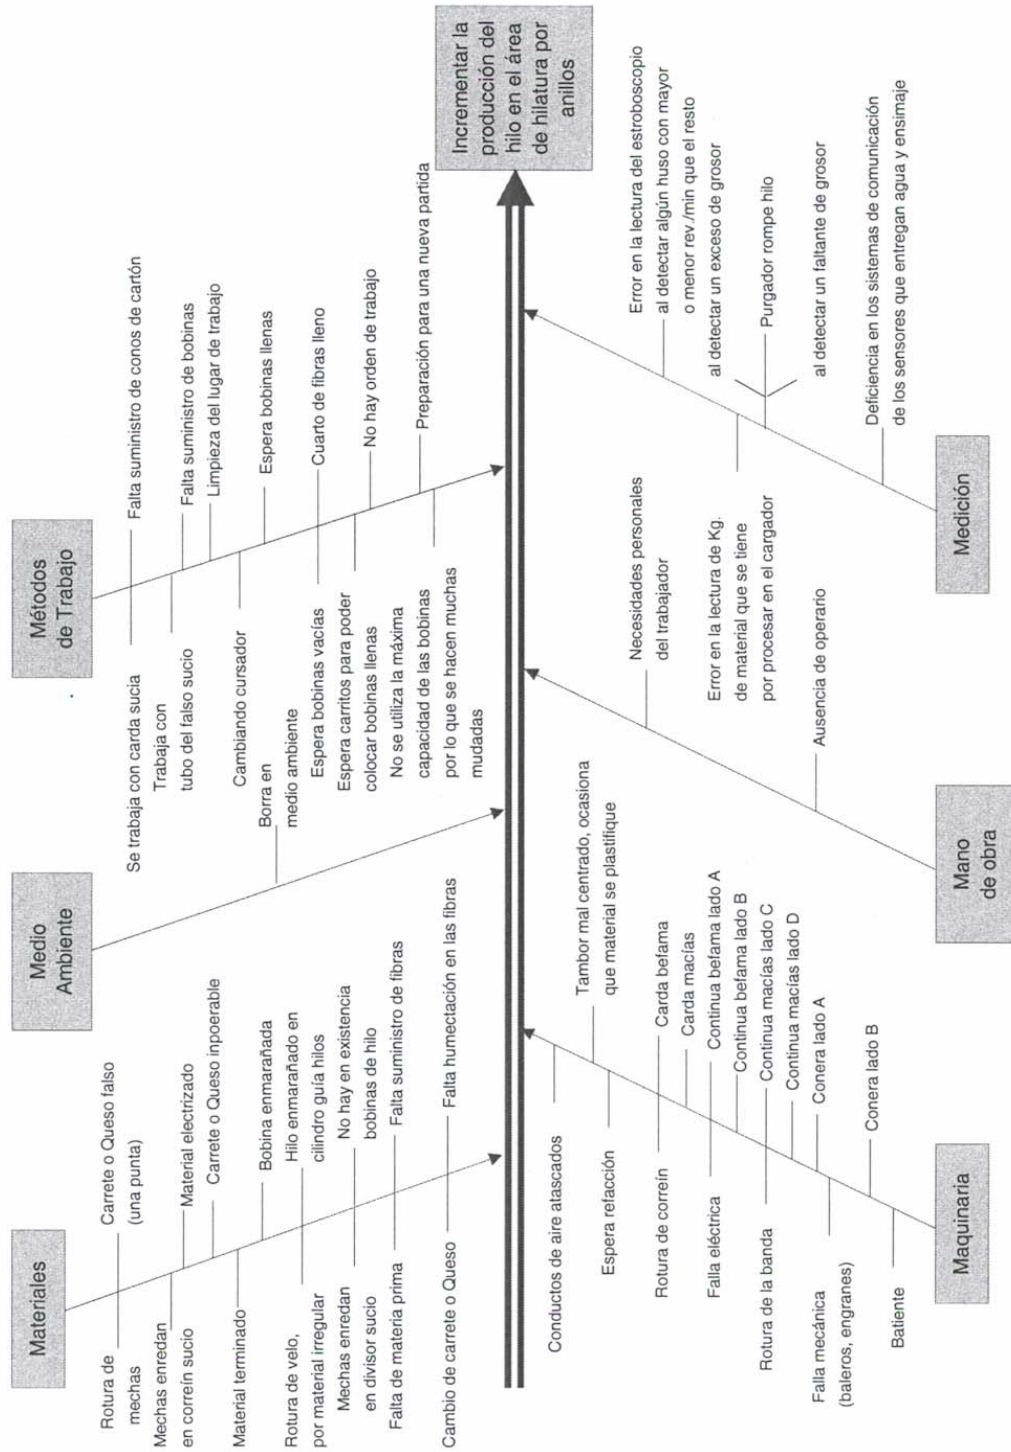 Materiales
Rotura de
mechas
Carrete o Queso falso
(una punta)
Mechas enredan
en correín sucio
Material electrizado
Carrete o Queso inpoerable
Material terminado
Bobina enmarañada
Rotura de velo,
por material irregular
Hilo enmarañado en
cilindro guía hilos
Mechas enredan
en divisor sucio
No hay en existencia
bobinas de hilo
Falta de materia prima
Falta suministro de fibras
Cambio de carrete o Queso
Falta humectación en las fibras
Medio
Ambiente
Borra en
medio ambiente
Métodos
de Trabajo
Se trabaja con carda sucia
Falta suministro de conos de cartón
Trabaja con
tubo del falso sucio
Falta suministro de bobinas
Limpieza del lugar de trabajo
Cambiando cursador
Espera bobinas llenas
Espera bobinas vacías
Cuarto de fibras lleno
Espera carritos para poder
colocar bobinas llenas
No hay orden de trabajo
No se utiliza la máxima
capacidad de las bobinas
por lo que se hacen muchas
mudadas
Preparación para una nueva partida
Incrementar la
producción del
hilo en el área
de hilatura por
anillos
Conductos de aire atascados
Tambor mal centrado, ocasiona
que material se plastifique
Espera refacción
Rotura de correín
Carda befama
Carda macías
Falla eléctrica
Continua befama lado A
Continua befama lado B
Rotura de la banda
Continua macías lado C
Continua macías lado D
Falla mecánica
(baleros, engranes)
Conera lado A
Conera lado B
Batiente
Maquinaria
Necesidades personales
del trabajador
Ausencia de operario
Mano
de obra
Error en la lectura del estroboscopio
al detectar algún huso con mayor
o menor rev./min que el resto
Error en la lectura de Kg.
de material que se tiene
por procesar en el cargador
al detectar un exceso de grosor
Purgador rompe hilo
al detectar un faltante de grosor
Deficiencia en los sistemas de comunicación
de los sensores que entregan agua y ensimaje
Medición